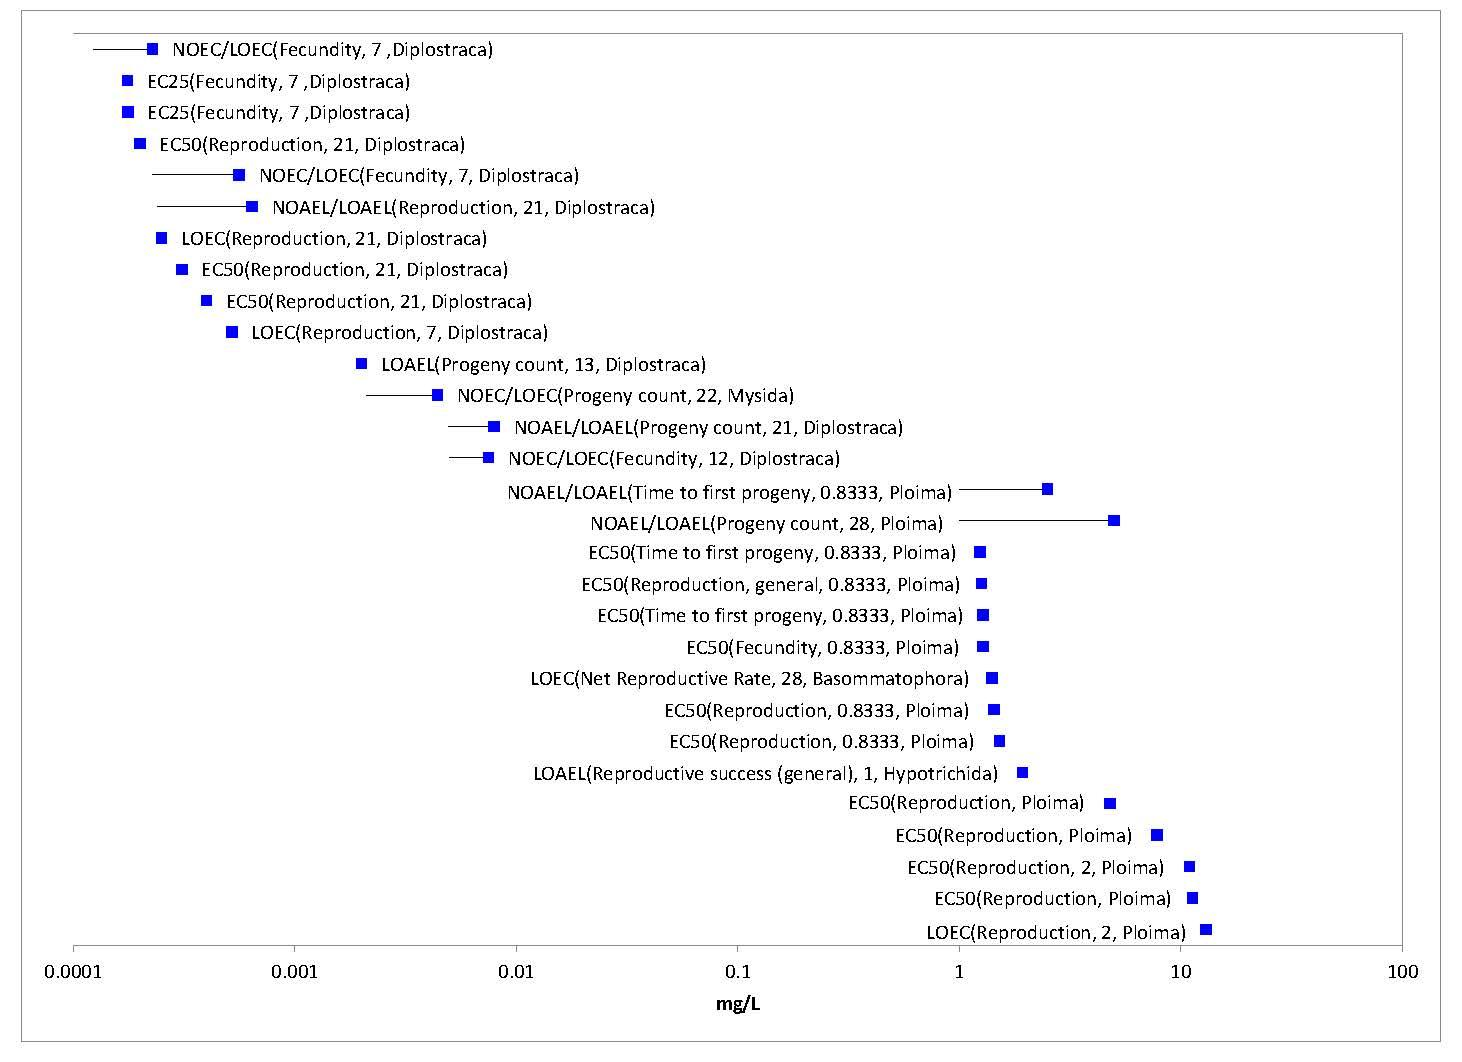 NOEC/LOEC(Fecundity, 7 ,Diplostraca)
EC25(Fecundity, 7 ,Diplostraca)
EC25(Fecundity, 7 ,Diplostraca)
EC50(Reproduction, 21, Diplostraca)
NOEC/LOEC(Fecundity, 7, Diplostraca)
NOAEL/LOAEL(Reproduction, 21, Diplostraca)
LOEC(Reproduction, 21, Diplostraca)
EC50(Reproduction, 21, Diplostraca)
EC50(Reproduction, 21, Diplostraca)
LOEC(Reproduction, 7, Diplostraca)
LOAEL(Progeny count, 13, Diplostraca)
NOEC/LOEC(Progeny count, 22, Mysida)
NOAEL/LOAEL(Progeny count, 21, Diplostraca)
NOEC/LOEC(Fecundity, 12, Diplostraca)
NOAEL/LOAEL(Time to first progeny, 0.8333, Ploima)
NOAEL/LOAEL(Progeny count, 28, Ploima)
EC50(Time to first progeny, 0.8333, Ploima)
EC50(Reproduction, general, 0.8333, Ploima)
EC50(Time to first progeny, 0.8333, Ploima)
EC50(Fecundity, 0.8333, Ploima)
LOEC(Net Reproductive Rate, 28, Basommatophora)
EC50(Reproduction, 0.8333, Ploima)
EC50(Reproduction, 0.8333, Ploima)
LOAEL(Reproductive success (general), 1, Hypotrichida)
EC50(Reproduction, Ploima)
EC50(Reproduction, Ploima)
EC50(Reproduction, 2, Ploima)
EC50(Reproduction, Ploima)
LOEC(Reproduction, 2, Ploima)
0.0001 0.001 0.01 0.1 1 10 100
mg/L